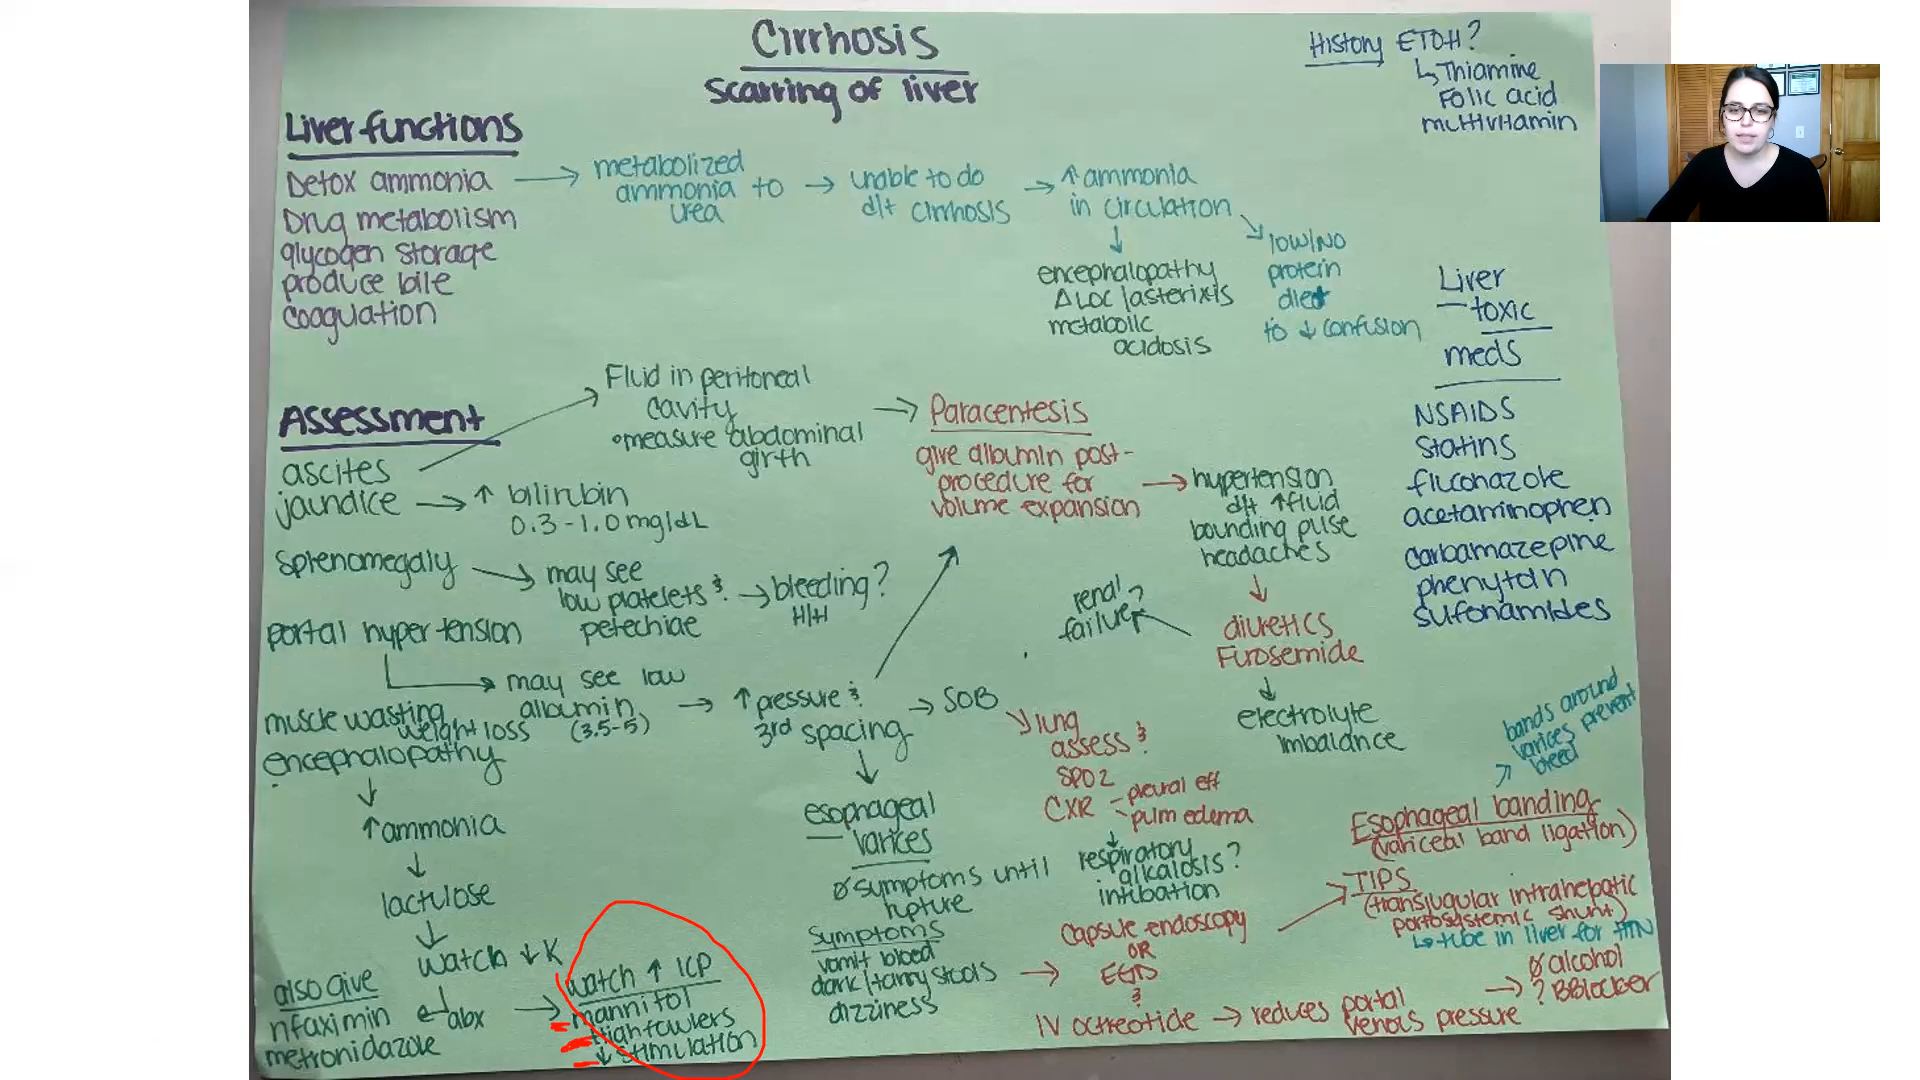 Cirrhosis
Scarring of liver
History ETOH?
↳ Thiamine
Folic acid
multivitamin
Liver functions
Detox ammonia → metabolized ammonia to urea → unable to do d/t cirrhosis → ↑ ammonia in circulation
Drug metabolism
glycogen storage
produce bile
coagulation
encephalopathy
Δ LOC/asterixis
metabolic
acidosis
low/no
protein
diet
to ↓ confusion
Liver
toxic
meds
NSAIDS
Statins
fluconazole
acetaminophen
carbamazepine
phenytoin
sulfonamides
Assessment
ascites
Fluid in peritoneal
cavity
•measure abdominal
girth
→ Paracentesis
give albumin post-
procedure for
volume expansion
→ hypertension
d/t ↑fluid
bounding pulse
headaches
↓
diuretics
Furosemide
renal
failure?
↓
electrolyte
imbalance
jaundice → ↑ bilirubin
0.3-1.0 mg/dL
Splenomegaly → may see
low platelets &
petechiae
→ bleeding?
H/H
portal hypertension
may see low
albumin
(3.5-5)
→ ↑ pressure &
3rd spacing
→ SOB
lung
assess &
SPO2
CXR - pleural eff
- pulm edema
↓
respiratory
alkalosis?
intubation
muscle wasting
weight loss
encephalopathy
↓
↑ammonia
↓
lactulose
↓
watch ↓ K
also give
rifaximin
metronidazole
← abx →
watch ↑ ICP
mannitol
high fowlers
↓ stimulation
esophageal
varices
Ø symptoms until
rupture
Symptoms
vomit blood
dark/tarry stools
dizziness
→ Capsule endoscopy
OR
EGD
&
IV octreotide → reduces portal
venous pressure
→ Ø alcohol
? BBlocker
bands around
varices prevent
bleed
Esophageal banding
(variceal band ligation)
TIPS
(transjugular intrahepatic
portosystemic shunt)
↳ tube in liver for HTN